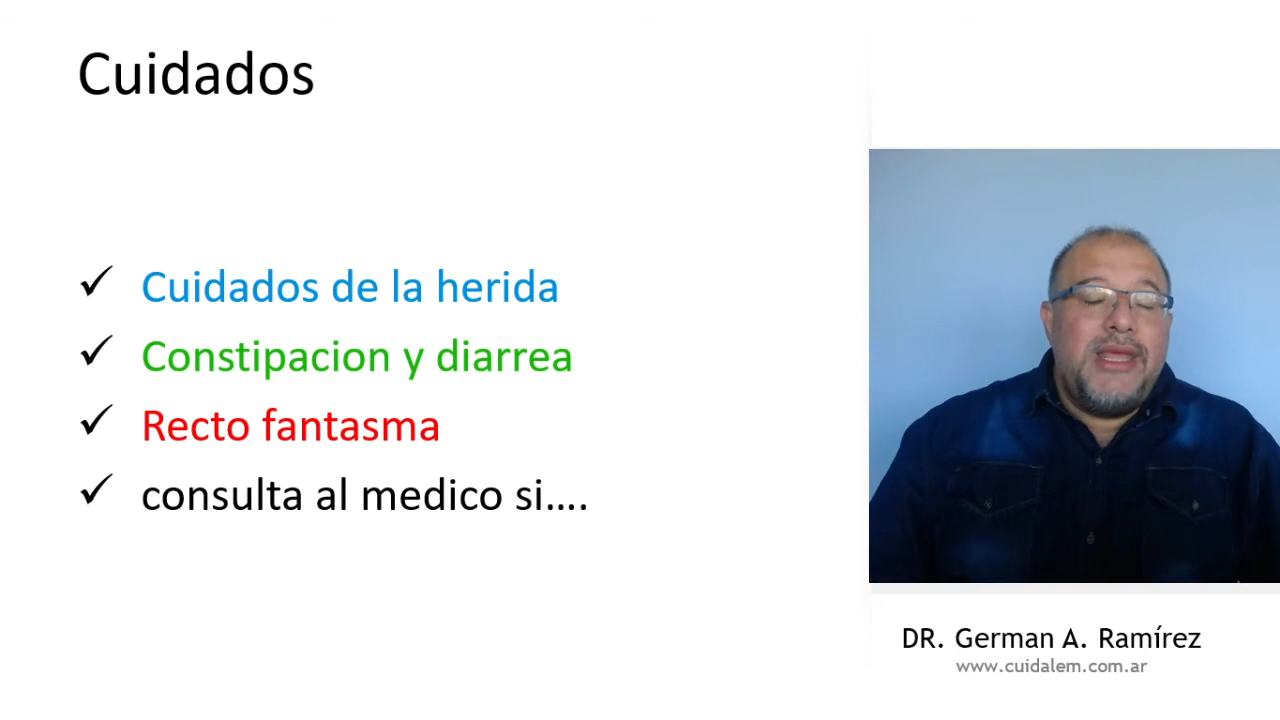 Cuidados
✓ Cuidados de la herida
✓ Constipacion y diarrea
✓ Recto fantasma
✓ consulta al medico si....
DR. German A. Ramírez
www.cuidalem.com.ar